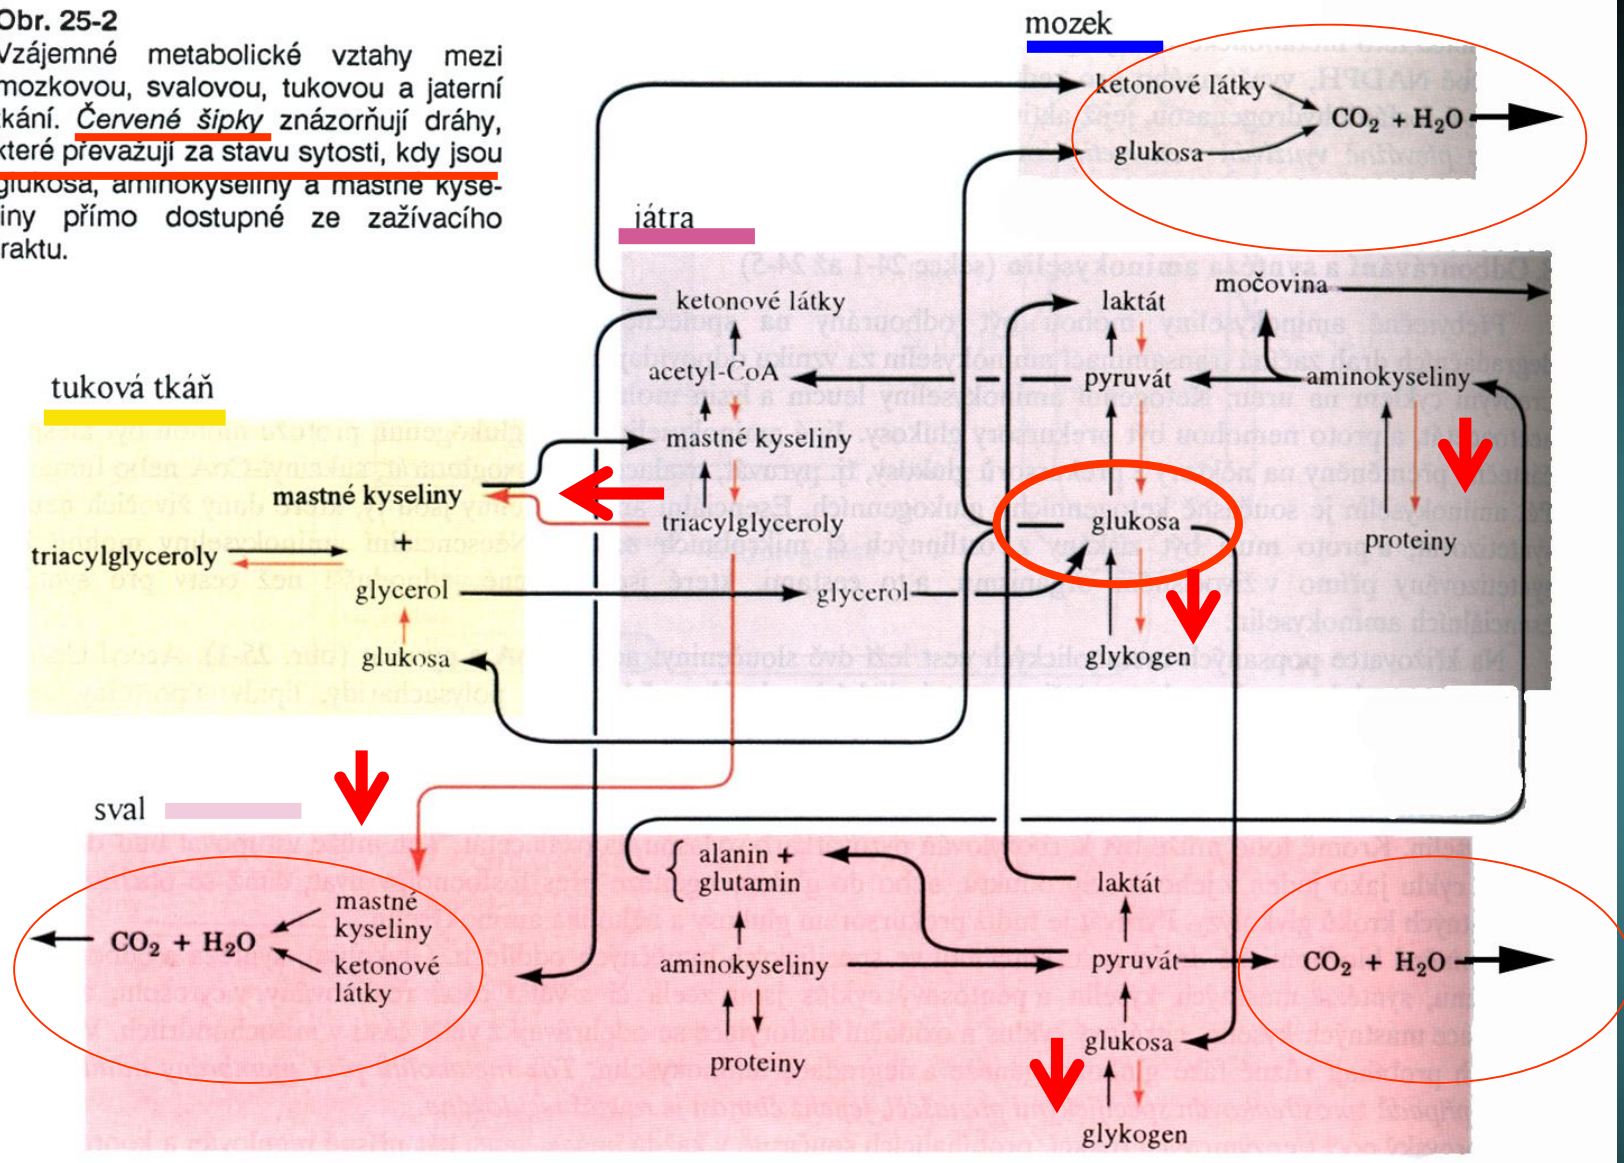 Obr. 25-2
Vzájemné metabolické vztahy mezi
mozkovou, svalovou, tukovou a jaterní
tkání. Červené šipky znázorňují dráhy,
které převažují za stavu sytosti, kdy jsou
glukosa, aminokyseliny a mastné kyse-
liny přímo dostupné ze zažívacího
traktu.
mozek
ketonové látky
CO₂ + H₂O
glukosa
játra
ketonové látky
laktát
močovina
acetyl-CoA
pyruvát
aminokyseliny
mastné kyseliny
triacylglyceroly
glukosa
proteiny
glycerol
glykogen
tuková tkáň
mastné kyseliny
triacylglyceroly
+
glycerol
glukosa
sval
alanin +
glutamin
laktát
mastné
kyseliny
CO₂ + H₂O
ketonové
látky
aminokyseliny
pyruvát
CO₂ + H₂O
proteiny
glukosa
glykogen